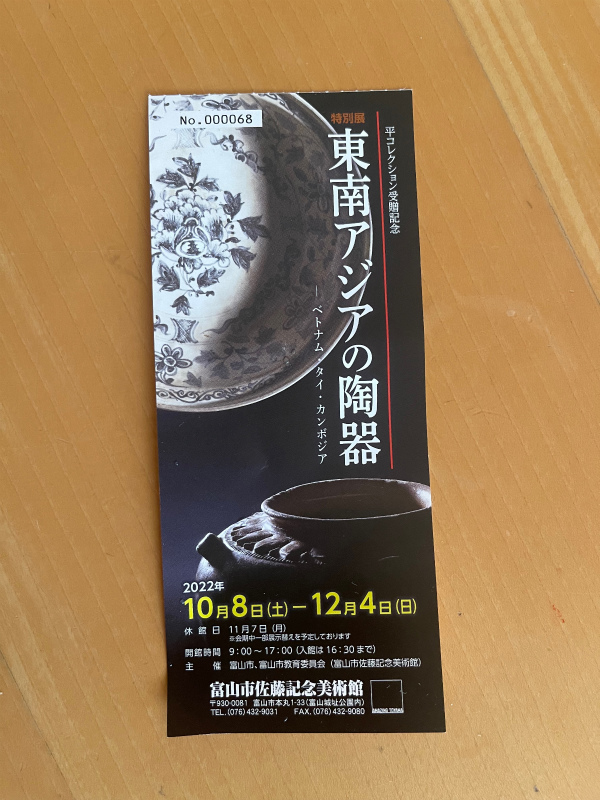 No.000068
平コレクション受贈記念
特別展
東南アジアの陶器
— ベトナム・タイ・カンボジア
2022年
10月8日(土)ー12月4日(日)
休館日 11月7日(月)
※会期中一部展示替えを予定しております
開館時間 9:00〜17:00(入館は16:30まで)
主催 富山市、富山市教育委員会(富山市佐藤記念美術館)
富山市佐藤記念美術館
〒930-0081 富山市本丸1-33(富山城址公園内)
TEL.(076)432-9031 FAX.(076)432-9080
AMAZING TOYAMA